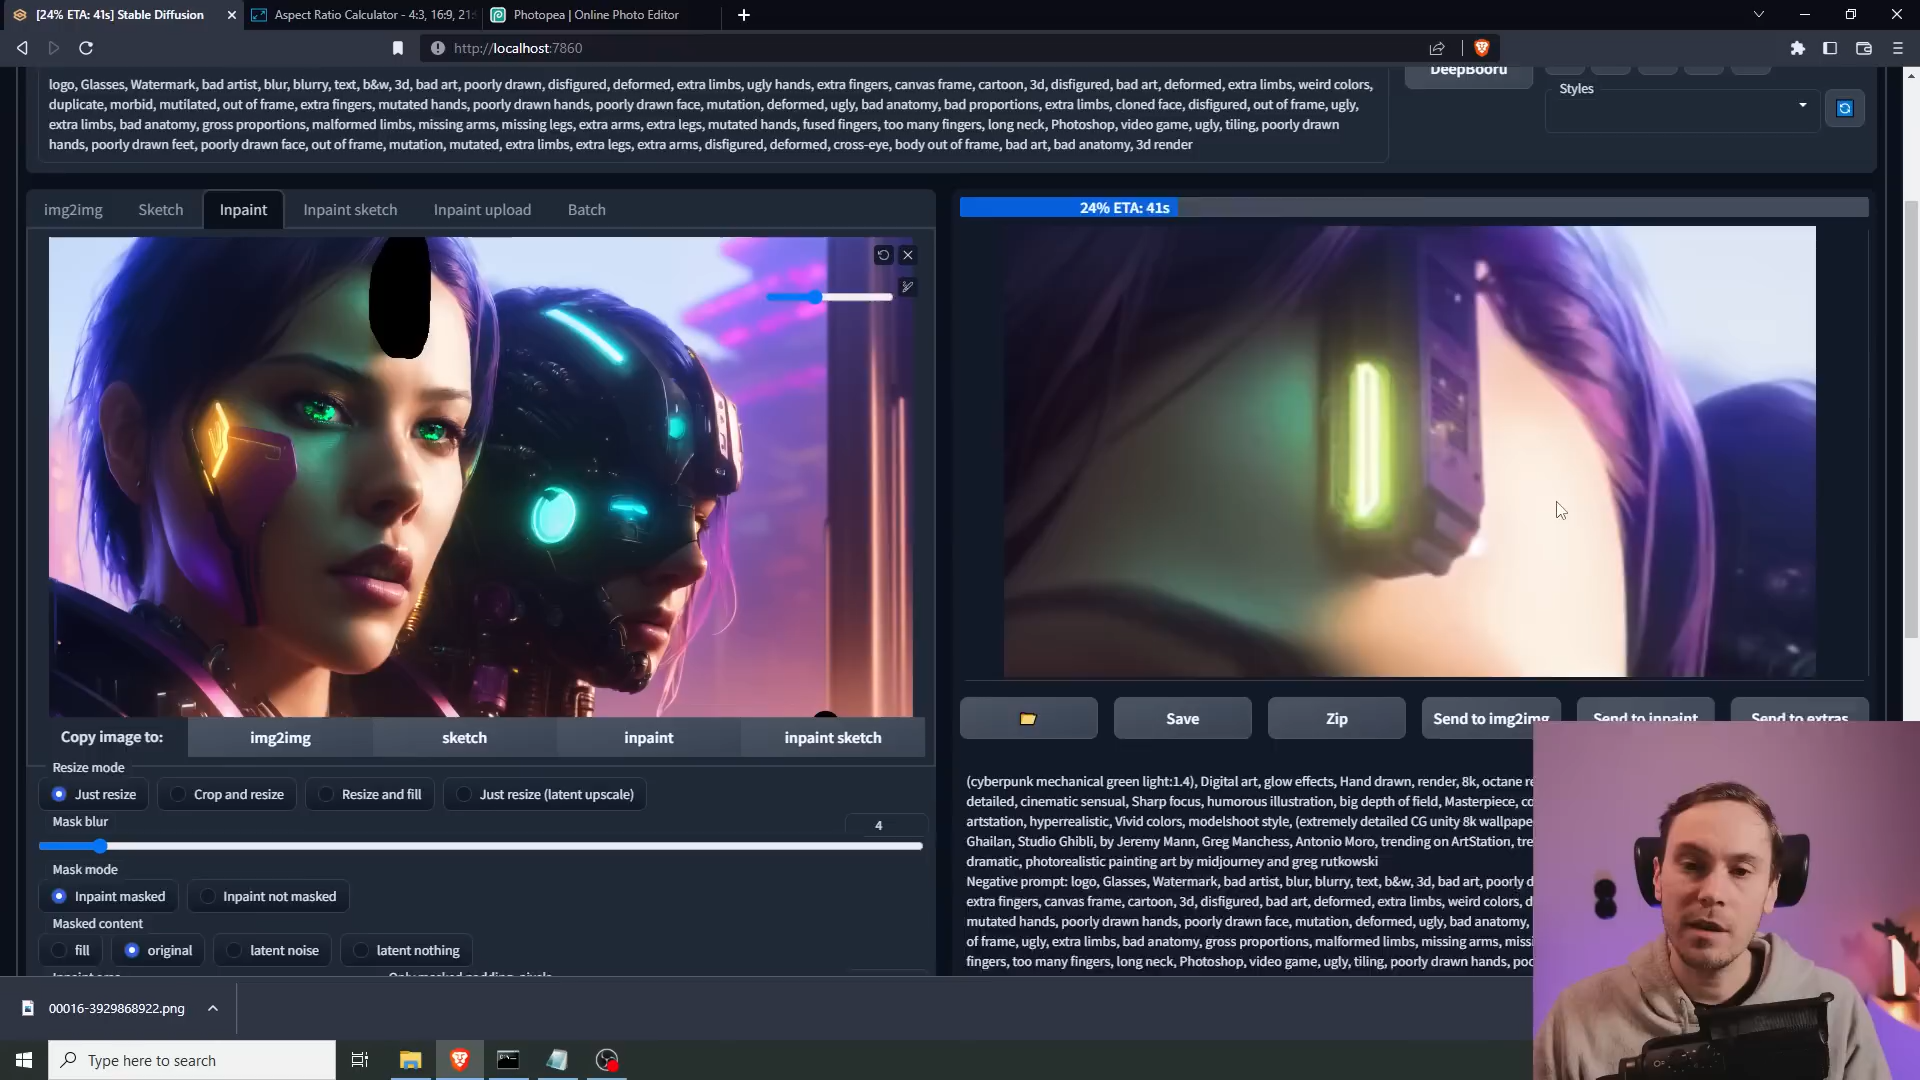 [24% ETA: 41s] Stable Diffusion
Aspect Ratio Calculator - 4:3, 16:9, 21:
Photopea | Online Photo Editor
http://localhost:7860
logo, Glasses, Watermark, bad artist, blur, blurry, text, b&w, 3d, bad art, poorly drawn, disfigured, deformed, extra limbs, ugly hands, extra fingers, canvas frame, cartoon, 3d, disfigured, bad art, deformed, extra limbs, weird colors,
duplicate, morbid, mutilated, out of frame, extra fingers, mutated hands, poorly drawn hands, poorly drawn face, mutation, deformed, ugly, bad anatomy, bad proportions, extra limbs, cloned face, disfigured, out of frame, ugly,
extra limbs, bad anatomy, gross proportions, malformed limbs, missing arms, missing legs, extra arms, extra legs, mutated hands, fused fingers, too many fingers, long neck, Photoshop, video game, ugly, tiling, poorly drawn
hands, poorly drawn feet, poorly drawn face, out of frame, mutation, mutated, extra limbs, extra legs, extra arms, disfigured, deformed, cross-eye, body out of frame, bad art, bad anatomy, 3d render
DeepBooru
Styles
img2img
Sketch
Inpaint
Inpaint sketch
Inpaint upload
Batch
24% ETA: 41s
Copy image to:
img2img
sketch
inpaint
inpaint sketch
Save
Zip
Send to img2img
Send to inpaint
Send to extras
Resize mode
Just resize
Crop and resize
Resize and fill
Just resize (latent upscale)
Mask blur
4
Mask mode
Inpaint masked
Inpaint not masked
Masked content
fill
original
latent noise
latent nothing
Inpaint area
Only masked padding, pixels
(cyberpunk mechanical green light:1.4), Digital art, glow effects, Hand drawn, render, 8k, octane re
detailed, cinematic sensual, Sharp focus, humorous illustration, big depth of field, Masterpiece, co
artstation, hyperrealistic, Vivid colors, modelshoot style, (extremely detailed CG unity 8k wallpape
Ghailan, Studio Ghibli, by Jeremy Mann, Greg Manchess, Antonio Moro, trending on ArtStation, tre
dramatic, photorealistic painting art by midjourney and greg rutkowski
Negative prompt: logo, Glasses, Watermark, bad artist, blur, blurry, text, b&w, 3d, bad art, poorly d
extra fingers, canvas frame, cartoon, 3d, disfigured, bad art, deformed, extra limbs, weird colors, d
mutated hands, poorly drawn hands, poorly drawn face, mutation, deformed, ugly, bad anatomy,
of frame, ugly, extra limbs, bad anatomy, gross proportions, malformed limbs, missing arms, missi
fingers, too many fingers, long neck, Photoshop, video game, ugly, tiling, poorly drawn hands, poo
00016-3929868922.png
Type here to search